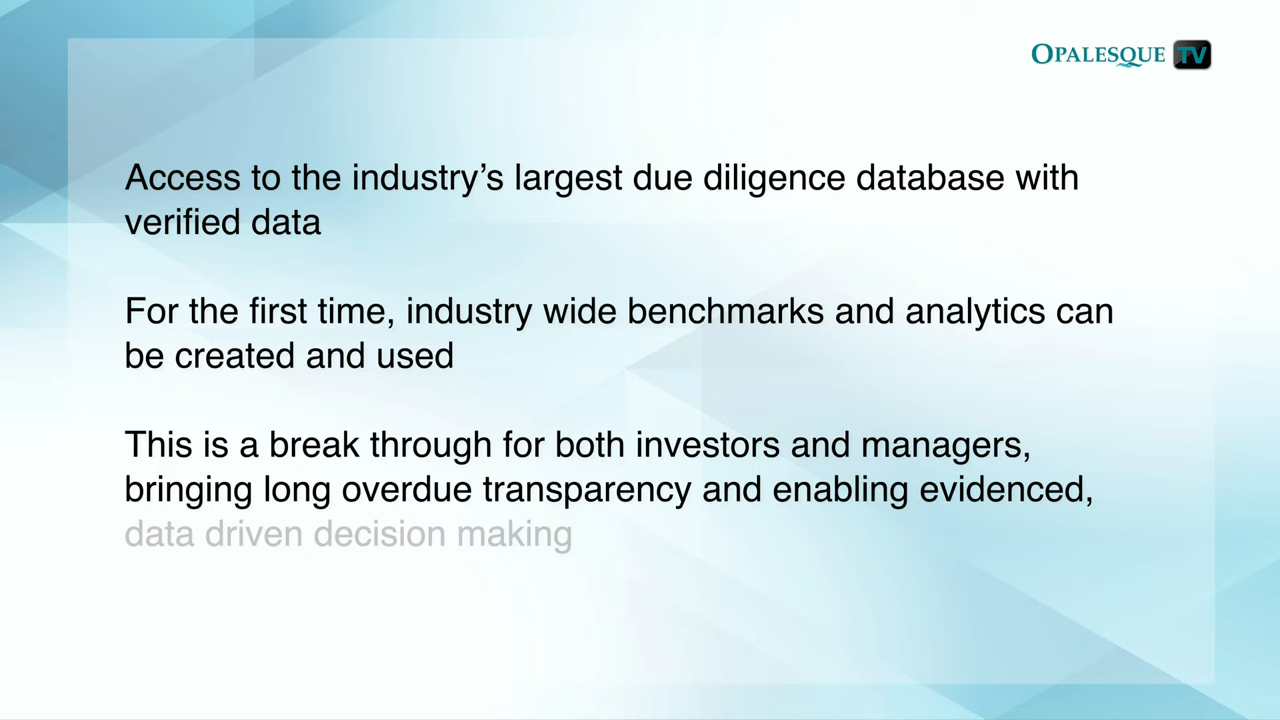 OPALESQUE TV
Access to the industry’s largest due diligence database with
verified data
For the first time, industry wide benchmarks and analytics can
be created and used
This is a break through for both investors and managers,
bringing long overdue transparency and enabling evidenced,
data driven decision making